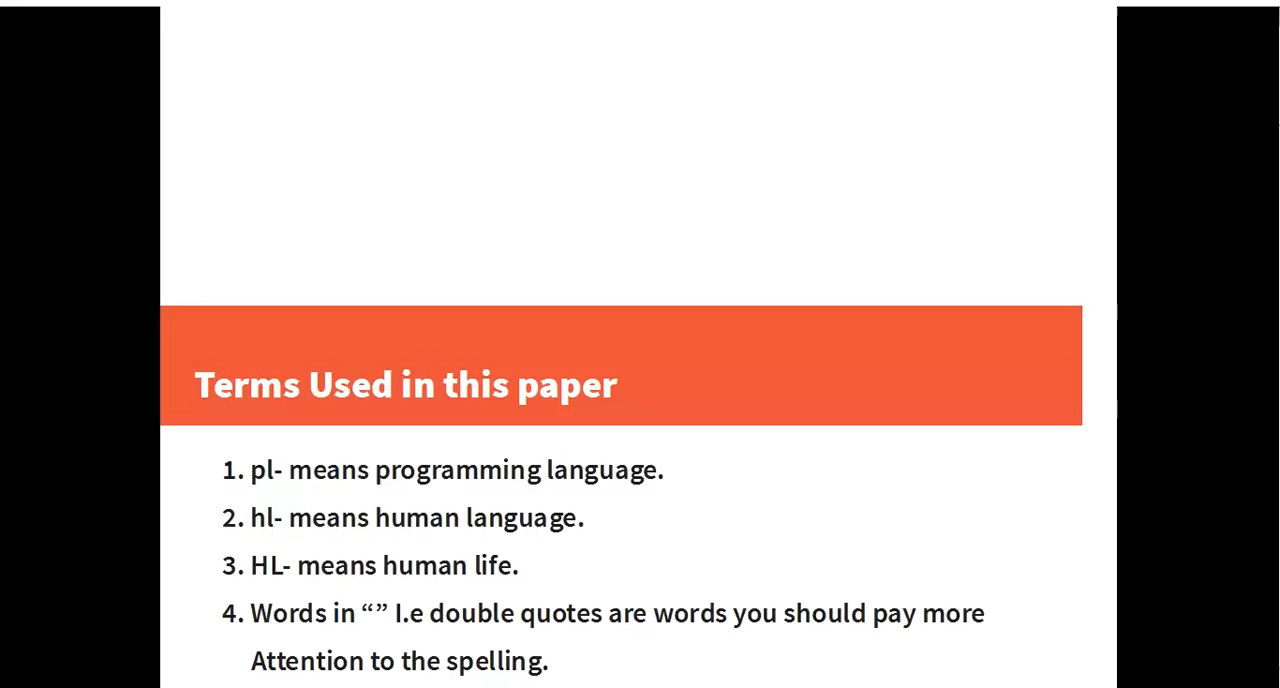 Terms Used in this paper
1. pl- means programming language.
2. hl- means human language.
3. HL- means human life.
4. Words in “” I.e double quotes are words you should pay more
Attention to the spelling.